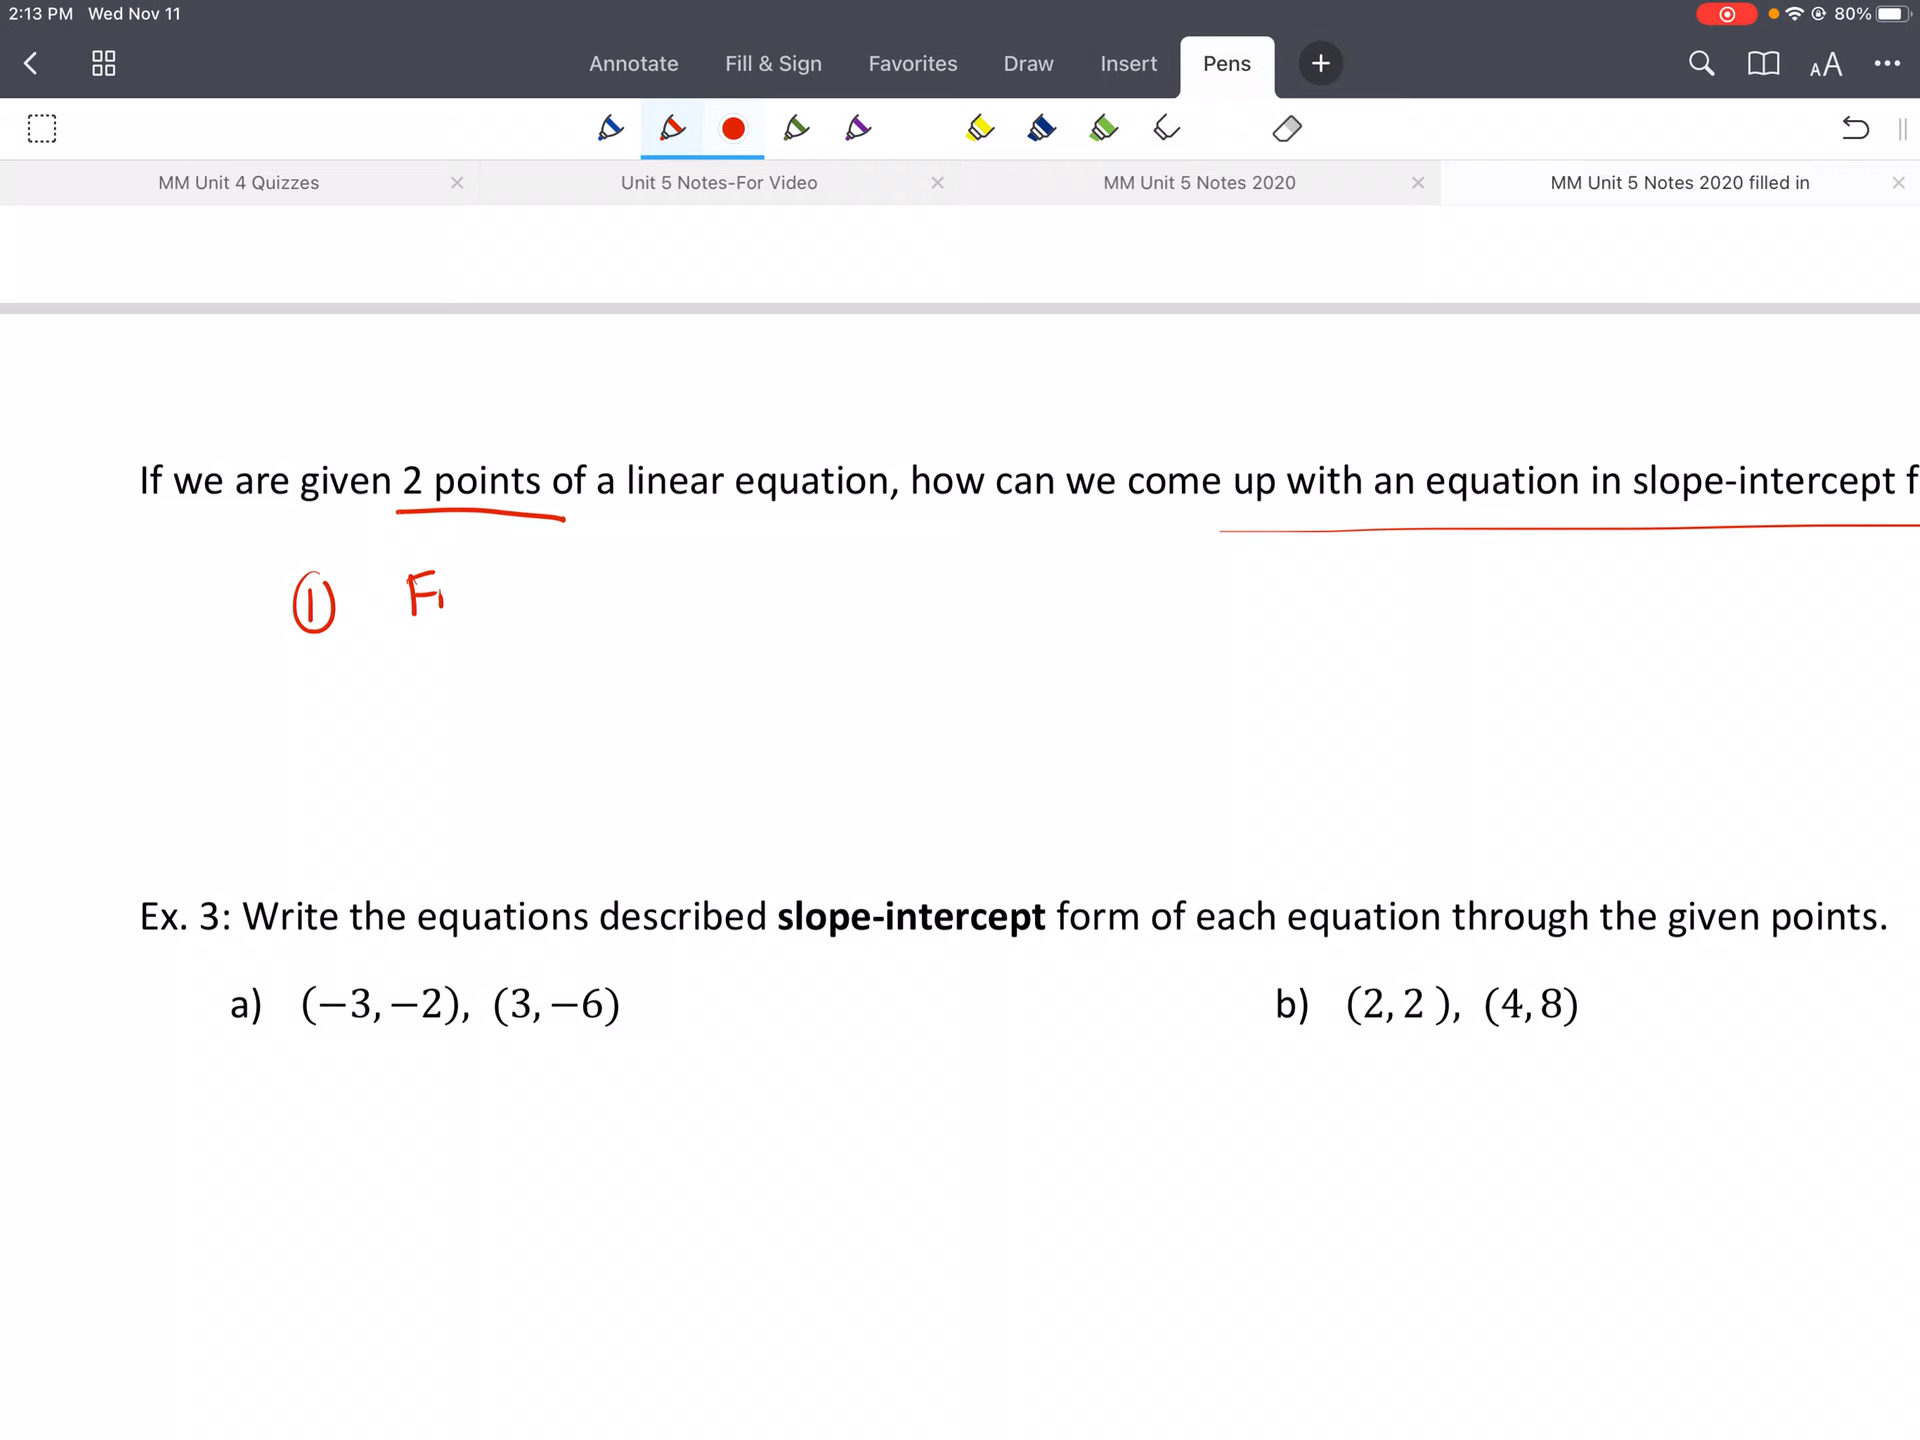 2:13 PM Wed Nov 11 80%
Annotate Fill & Sign Favorites Draw Insert Pens + AA
MM Unit 4 Quizzes × Unit 5 Notes-For Video × MM Unit 5 Notes 2020 × MM Unit 5 Notes 2020 filled in ×
If we are given 2 points of a linear equation, how can we come up with an equation in slope-intercept f
① Fi
Ex. 3: Write the equations described slope-intercept form of each equation through the given points.
a) (−3, −2), (3, −6) b) (2, 2 ), (4, 8)